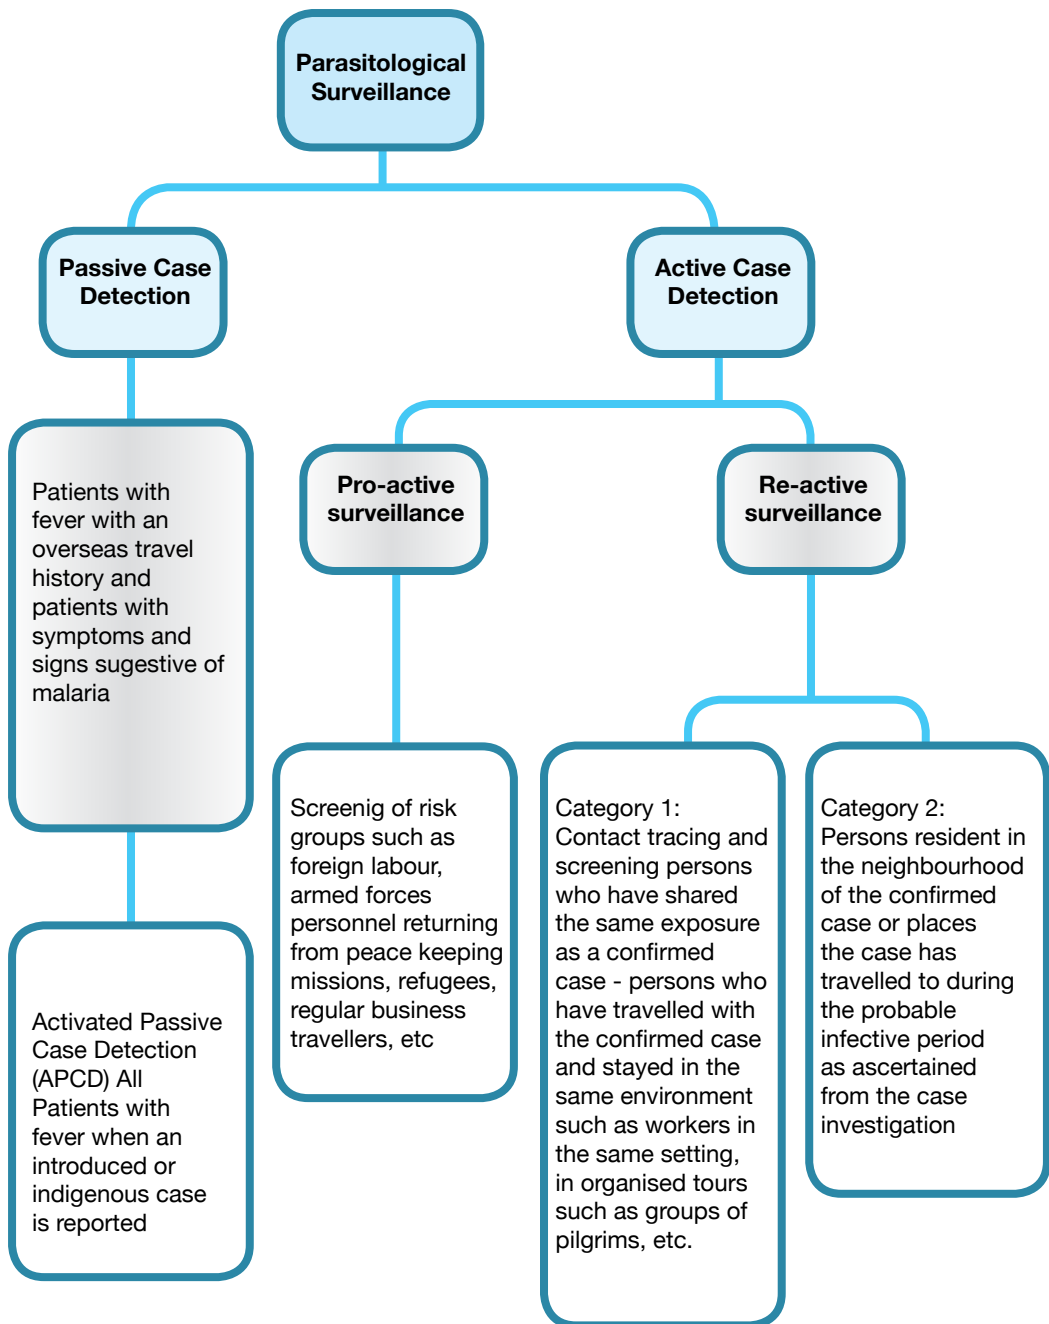 Parasitological
Surveillance
Passive Case
Detection
Active Case
Detection
Patients with
fever with an
overseas travel
history and
patients with
symptoms and
signs sugestive of
malaria
Pro-active
surveillance
Re-active
surveillance
Activated Passive
Case Detection
(APCD) All
Patients with
fever when an
introduced or
indigenous case
is reported
Screenig of risk
groups such as
foreign labour,
armed forces
personnel returning
from peace keeping
missions, refugees,
regular business
travellers, etc
Category 1:
Contact tracing and
screening persons
who have shared
the same exposure
as a confirmed
case - persons who
have travelled with
the confirmed case
and stayed in the
same environment
such as workers in
the same setting,
in organised tours
such as groups of
pilgrims, etc.
Category 2:
Persons resident in
the neighbourhood
of the confirmed
case or places
the case has
travelled to during
the probable
infective period
as ascertained
from the case
investigation